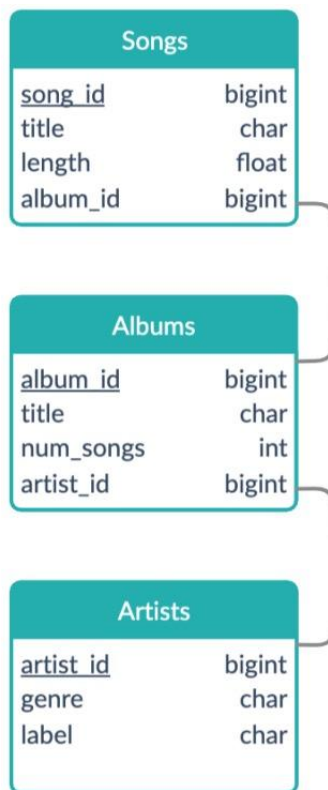 Songs
song_id bigint
title char
length float
album_id bigint
Albums
album_id bigint
title char
num_songs int
artist_id bigint
Artists
artist_id bigint
genre char
label char